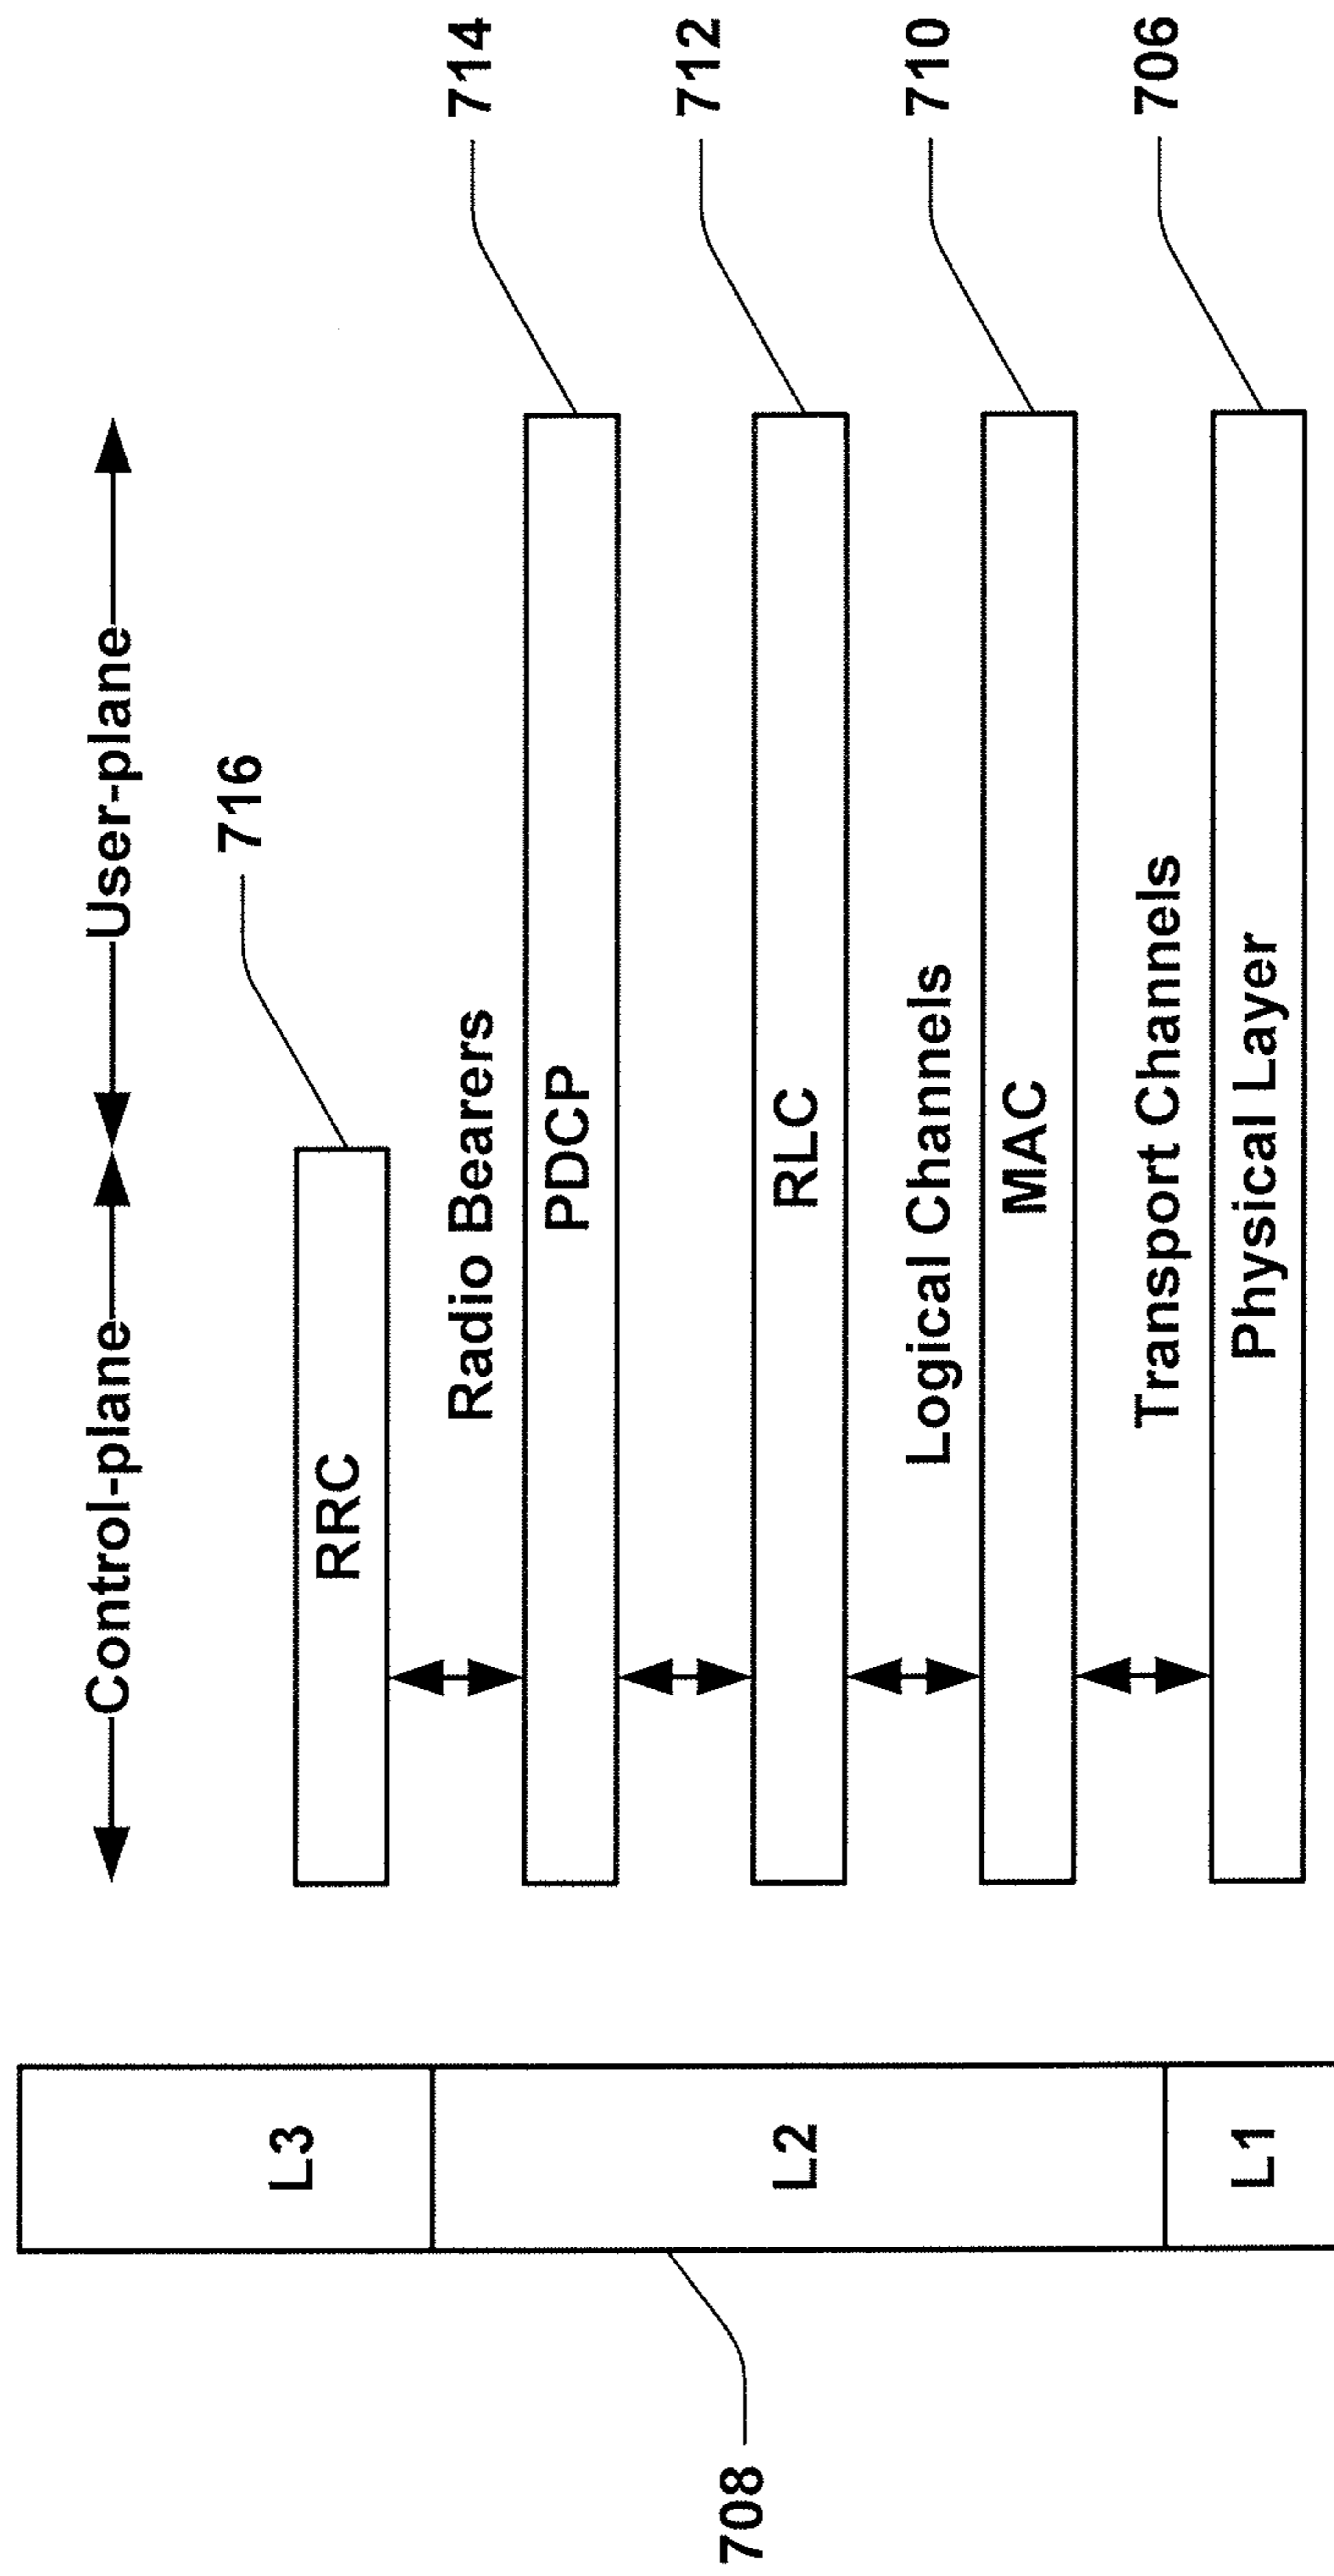 Control-plane User-plane
716
L3
RRC
Radio Bearers
714
PDCP
708
L2
712
RLC
Logical Channels
710
MAC
Transport Channels
706
L1
Physical Layer